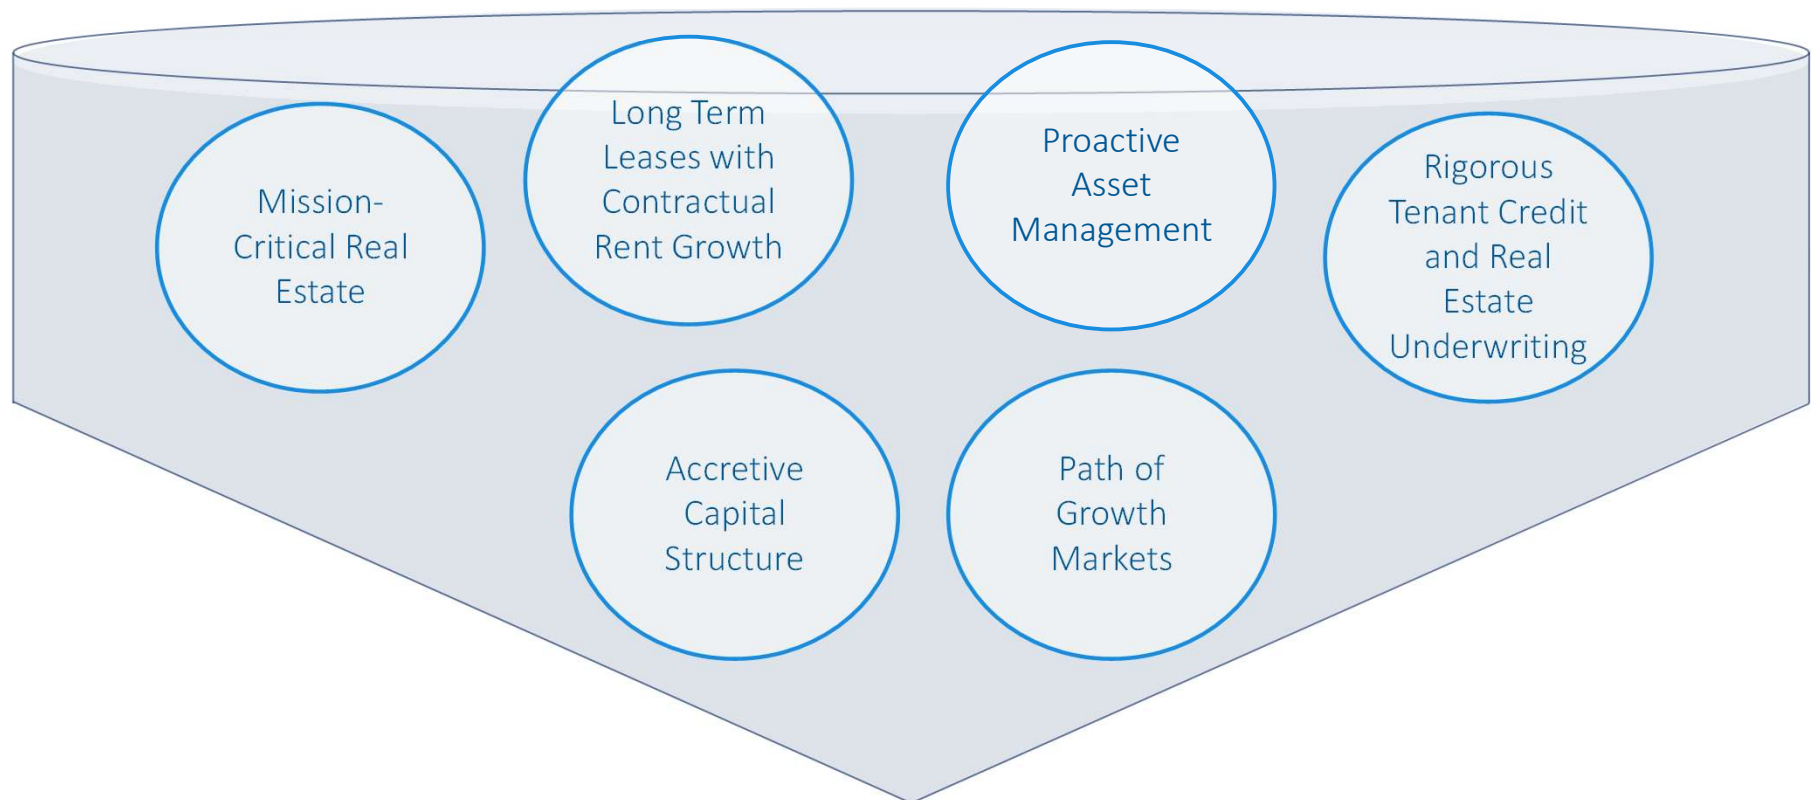 Mission-
Critical Real
Estate
Long Term
Leases with
Contractual
Rent Growth
Proactive
Asset
Management
Rigorous
Tenant Credit
and Real
Estate
Underwriting
Accretive
Capital
Structure
Path of
Growth
Markets